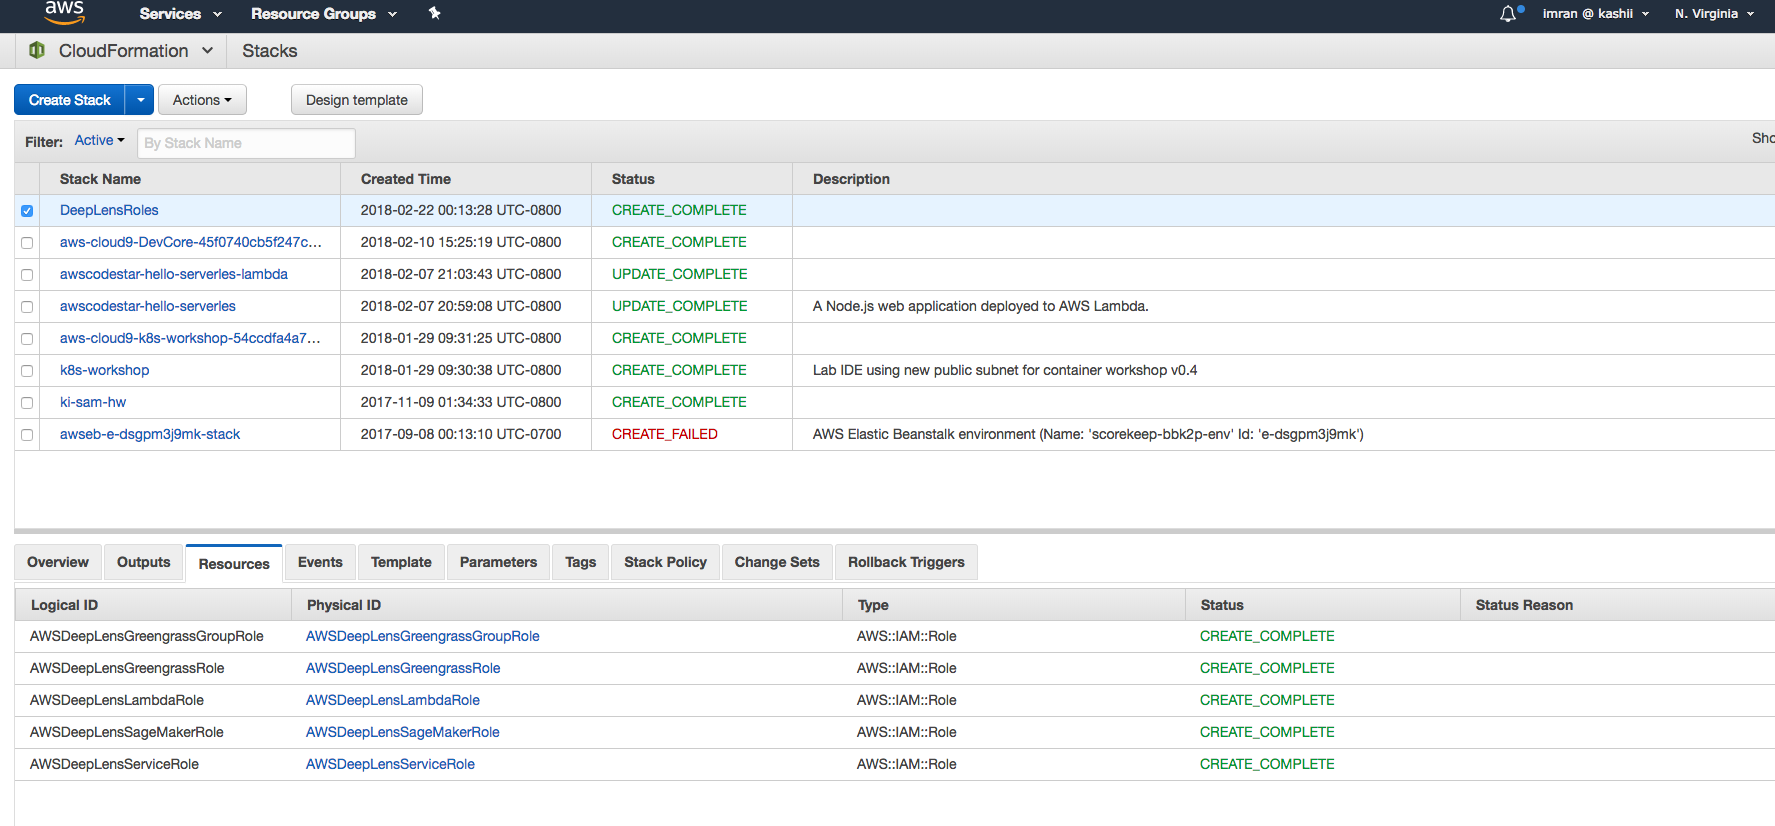 aws Services Resource Groups imran @ kashii N. Virginia
CloudFormation Stacks
Create Stack Actions Design template
Filter: Active By Stack Name Sho
Stack Name Created Time Status Description
DeepLensRoles 2018-02-22 00:13:28 UTC-0800 CREATE_COMPLETE
aws-cloud9-DevCore-45f0740cb5f247c... 2018-02-10 15:25:19 UTC-0800 CREATE_COMPLETE
awscodestar-hello-serverles-lambda 2018-02-07 21:03:43 UTC-0800 UPDATE_COMPLETE
awscodestar-hello-serverles 2018-02-07 20:59:08 UTC-0800 UPDATE_COMPLETE A Node.js web application deployed to AWS Lambda.
aws-cloud9-k8s-workshop-54ccdfa4a7... 2018-01-29 09:31:25 UTC-0800 CREATE_COMPLETE
k8s-workshop 2018-01-29 09:30:38 UTC-0800 CREATE_COMPLETE Lab IDE using new public subnet for container workshop v0.4
ki-sam-hw 2017-11-09 01:34:33 UTC-0800 CREATE_COMPLETE
awseb-e-dsgpm3j9mk-stack 2017-09-08 00:13:10 UTC-0700 CREATE_FAILED AWS Elastic Beanstalk environment (Name: 'scorekeep-bbk2p-env' Id: 'e-dsgpm3j9mk')
Overview Outputs Resources Events Template Parameters Tags Stack Policy Change Sets Rollback Triggers
Logical ID Physical ID Type Status Status Reason
AWSDeepLensGreengrassGroupRole AWSDeepLensGreengrassGroupRole AWS::IAM::Role CREATE_COMPLETE
AWSDeepLensGreengrassRole AWSDeepLensGreengrassRole AWS::IAM::Role CREATE_COMPLETE
AWSDeepLensLambdaRole AWSDeepLensLambdaRole AWS::IAM::Role CREATE_COMPLETE
AWSDeepLensSageMakerRole AWSDeepLensSageMakerRole AWS::IAM::Role CREATE_COMPLETE
AWSDeepLensServiceRole AWSDeepLensServiceRole AWS::IAM::Role CREATE_COMPLETE